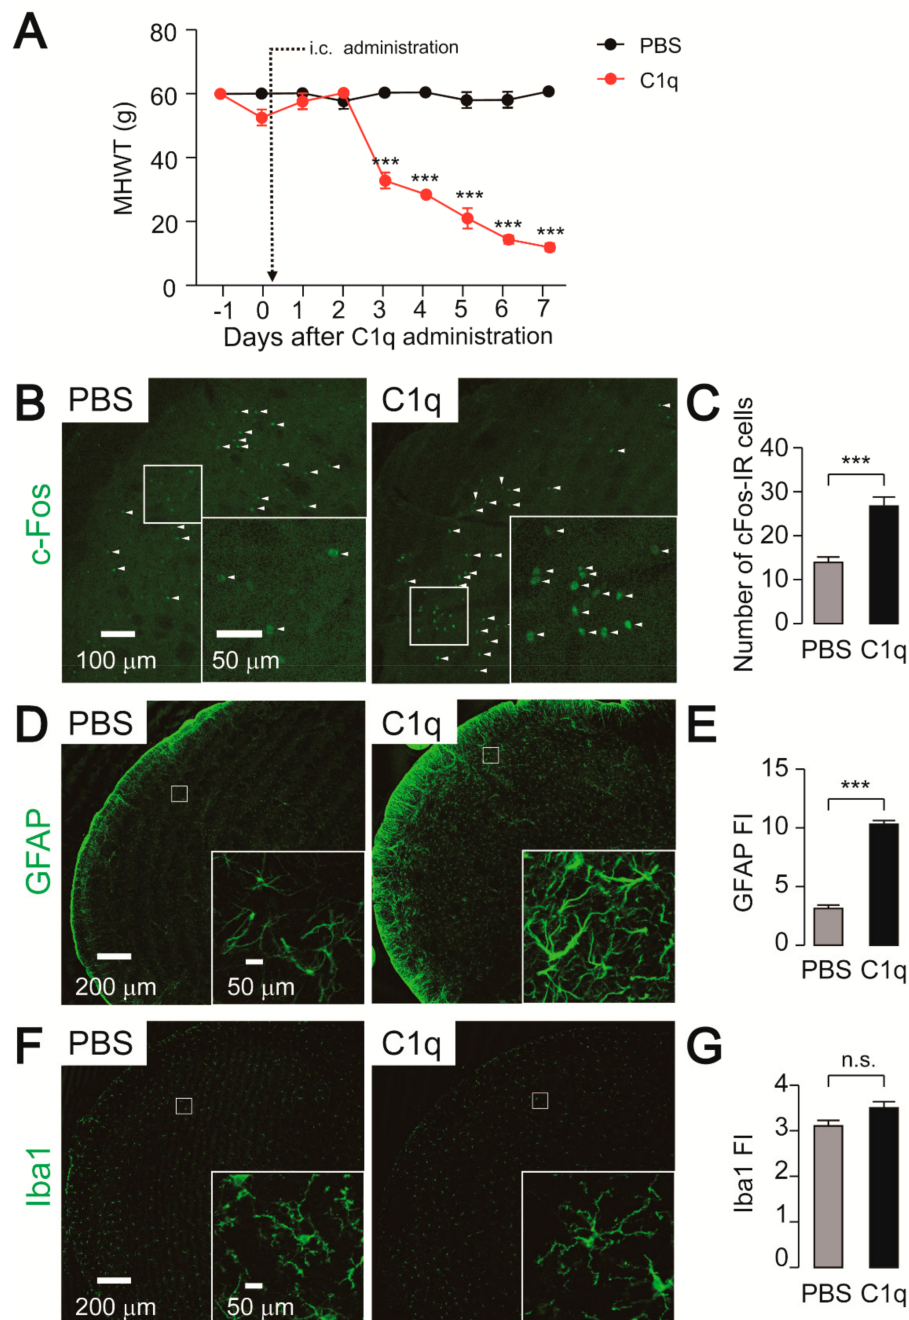 A
80
60
40
20
0
MHWT (g)
i.c. administration
PBS
C1q
***
***
***
***
***
-1 0 1 2 3 4 5 6 7
Days after C1q administration
B
PBS
C1q
c-Fos
100 μm
50 μm
C
Number of cFos-IR cells
40
30
20
10
0
***
PBS C1q
D
PBS
C1q
GFAP
200 μm
50 μm
E
GFAP FI
15
10
5
0
***
PBS C1q
F
PBS
C1q
Iba1
200 μm
50 μm
G
Iba1 FI
4
3
2
1
0
n.s.
PBS C1q